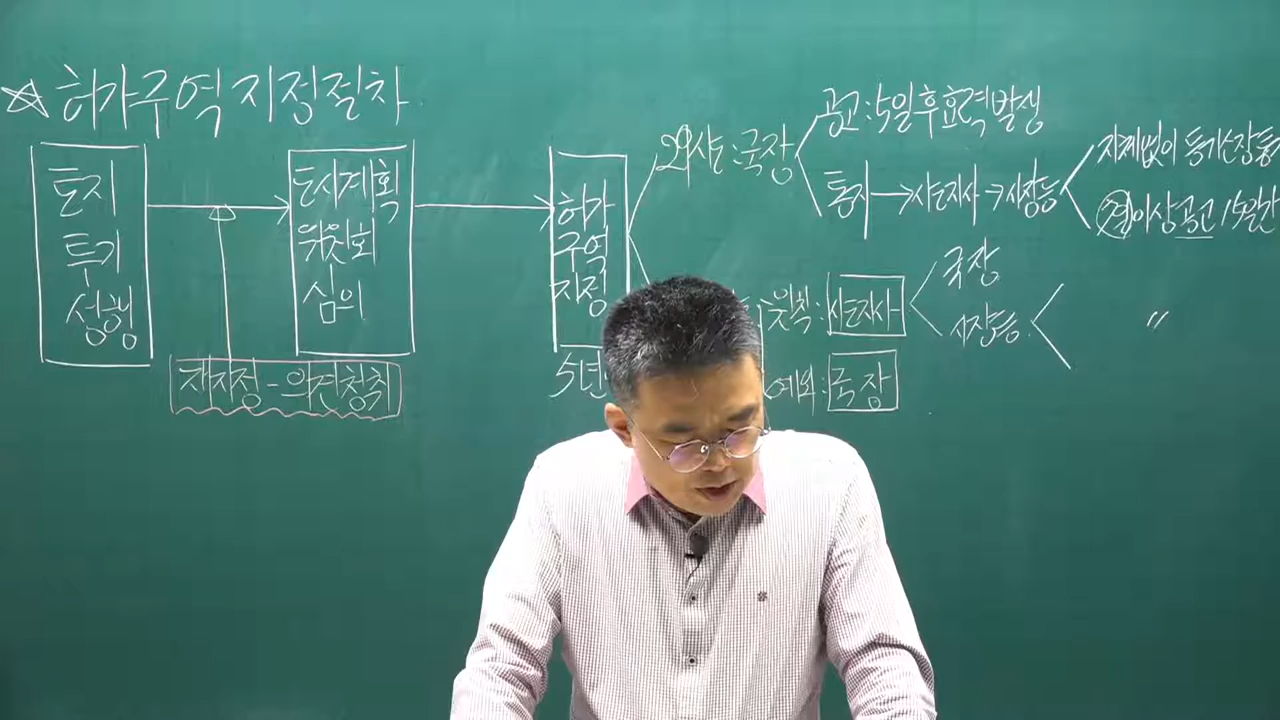 ☆ 허가구역 지정절차
토지
투기
성행
도시계획
위원회
심의
재지정 - 의견청취
허가
구역
지정
5년
2이상 시·도 : 국장
공고 : 5일 후 효력발생
통지 → 시·도지사 → 시장등
지체없이 등기소장 통
7일 이상 공고 15일간
원칙 : 시·도지사
국장
시장등
〃
예외 : 국장